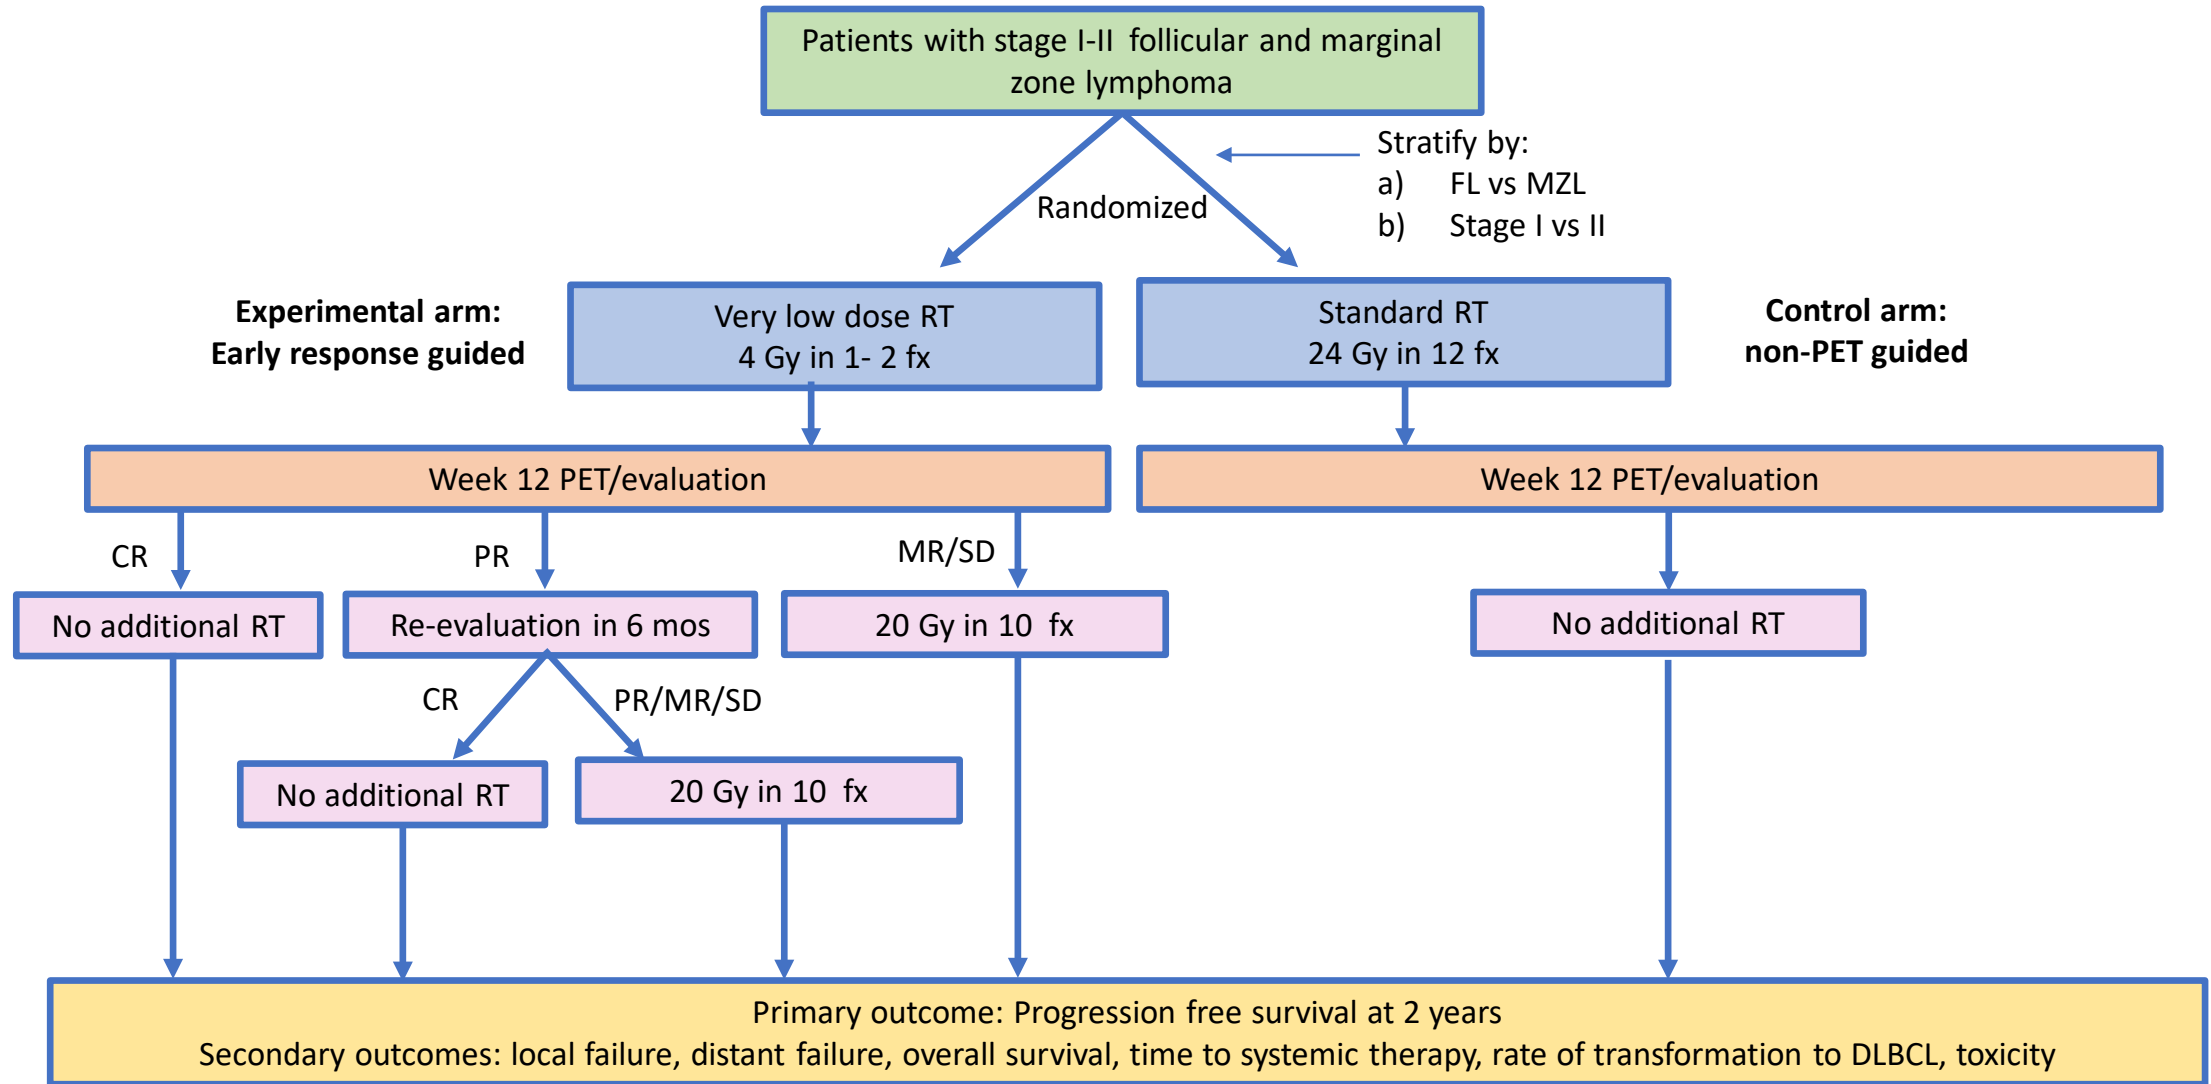 Patients with stage I-II follicular and marginal
zone lymphoma
Stratify by:
a) FL vs MZL
b) Stage I vs II
Randomized
Experimental arm:
Early response guided
Very low dose RT
4 Gy in 1- 2 fx
Standard RT
24 Gy in 12 fx
Control arm:
non-PET guided
Week 12 PET/evaluation
Week 12 PET/evaluation
CR
PR
MR/SD
No additional RT
Re-evaluation in 6 mos
20 Gy in 10 fx
No additional RT
CR
PR/MR/SD
No additional RT
20 Gy in 10 fx
Primary outcome: Progression free survival at 2 years
Secondary outcomes: local failure, distant failure, overall survival, time to systemic therapy, rate of transformation to DLBCL, toxicity